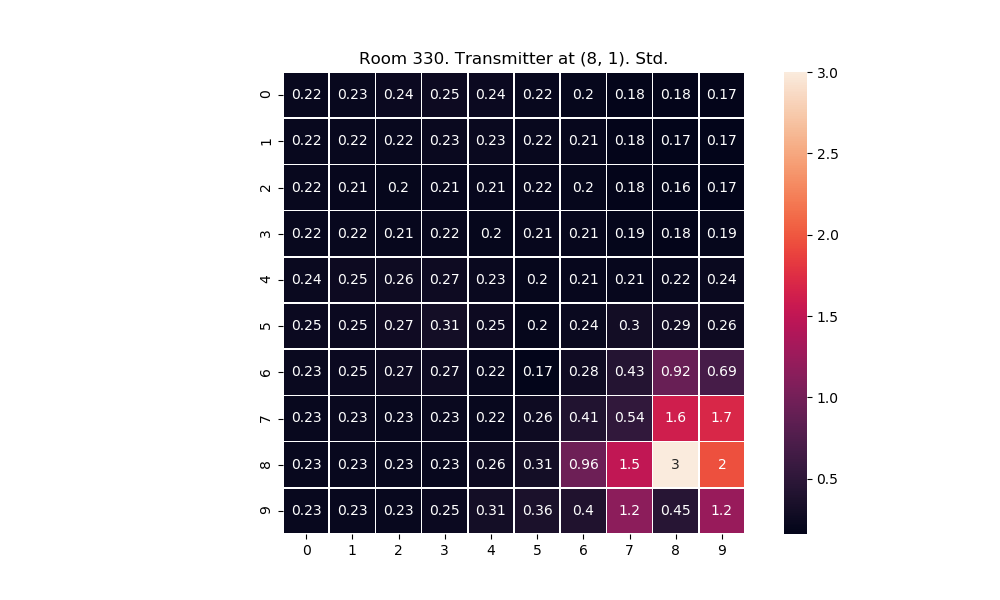 Room 330. Transmitter at (8, 1). Std.
0 0.22 0.23 0.24 0.25 0.24 0.22 0.2 0.18 0.18 0.17
1 0.22 0.22 0.22 0.23 0.23 0.22 0.21 0.18 0.17 0.17
2 0.22 0.21 0.2 0.21 0.21 0.22 0.2 0.18 0.16 0.17
3 0.22 0.22 0.21 0.22 0.2 0.21 0.21 0.19 0.18 0.19
4 0.24 0.25 0.26 0.27 0.23 0.2 0.21 0.21 0.22 0.24
5 0.25 0.25 0.27 0.31 0.25 0.2 0.24 0.3 0.29 0.26
6 0.23 0.25 0.27 0.27 0.22 0.17 0.28 0.43 0.92 0.69
7 0.23 0.23 0.23 0.23 0.22 0.26 0.41 0.54 1.6 1.7
8 0.23 0.23 0.23 0.23 0.26 0.31 0.96 1.5 3 2
9 0.23 0.23 0.23 0.25 0.31 0.36 0.4 1.2 0.45 1.2
0 1 2 3 4 5 6 7 8 9
3.0
2.5
2.0
1.5
1.0
0.5